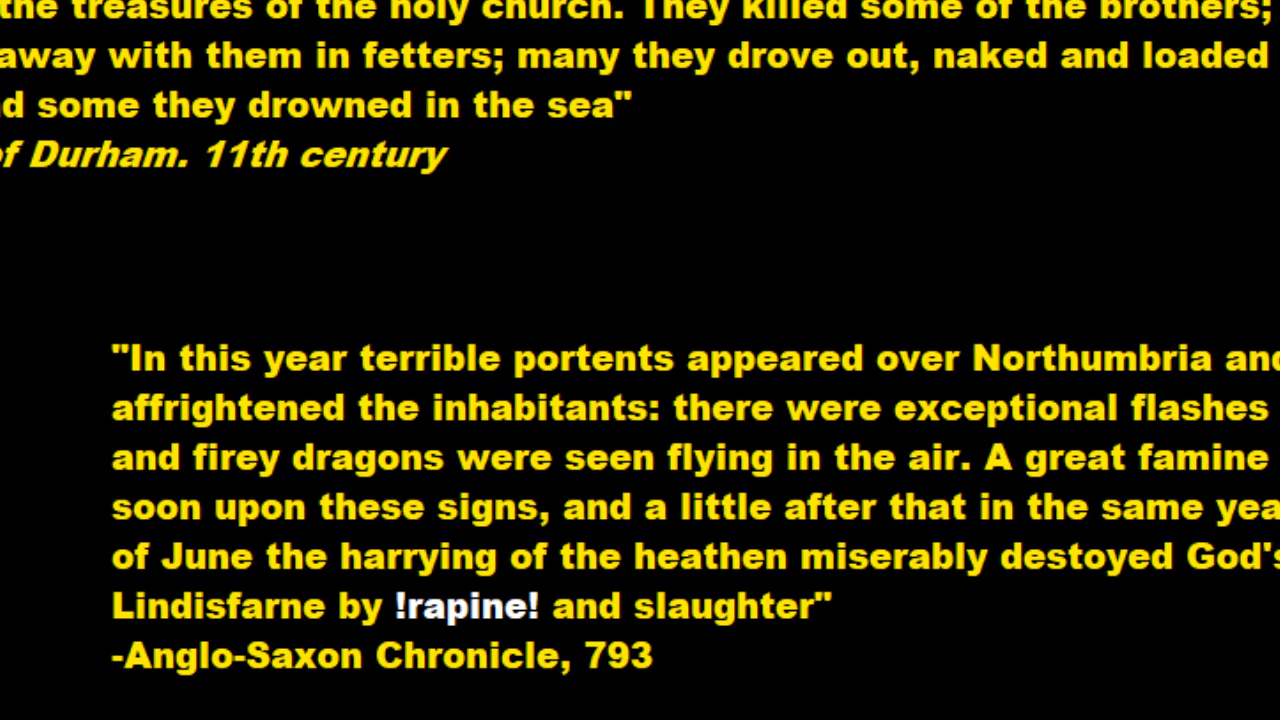 the treasures of the holy church. They killed some of the brothers;
away with them in fetters; many they drove out, naked and loaded
some they drowned in the sea"
of Durham. 11th century
"In this year terrible portents appeared over Northumbria and
affrightened the inhabitants: there were exceptional flashes
and firey dragons were seen flying in the air. A great famine
soon upon these signs, and a little after that in the same yea
of June the harrying of the heathen miserably destoyed God's
Lindisfarne by !rapine! and slaughter"
-Anglo-Saxon Chronicle, 793